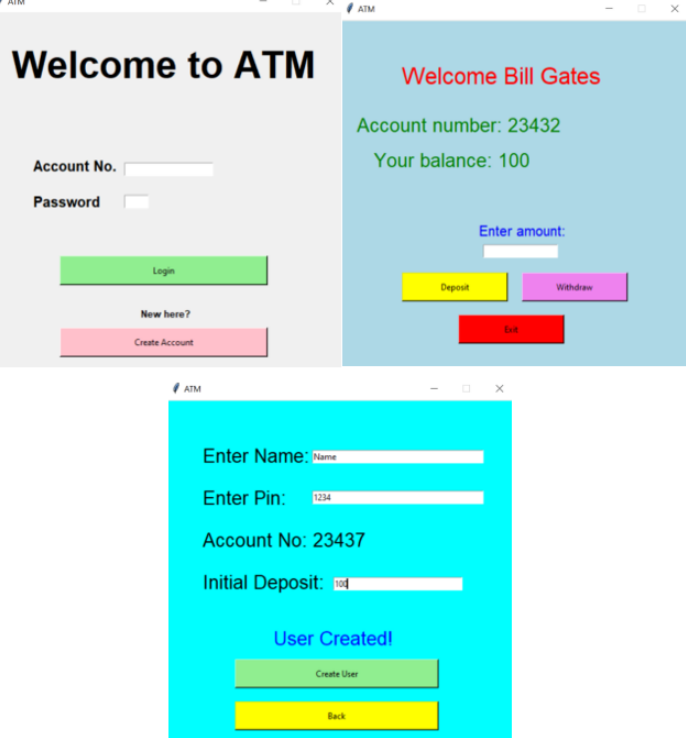 ATM
Welcome to ATM
Account No.
Password
Login
New here?
Create Account
ATM
Welcome Bill Gates
Account number: 23432
Your balance: 100
Enter amount:
Deposit
Withdraw
Exit
ATM
Enter Name: Name
Enter Pin: 1234
Account No: 23437
Initial Deposit: 100
User Created!
Create User
Back